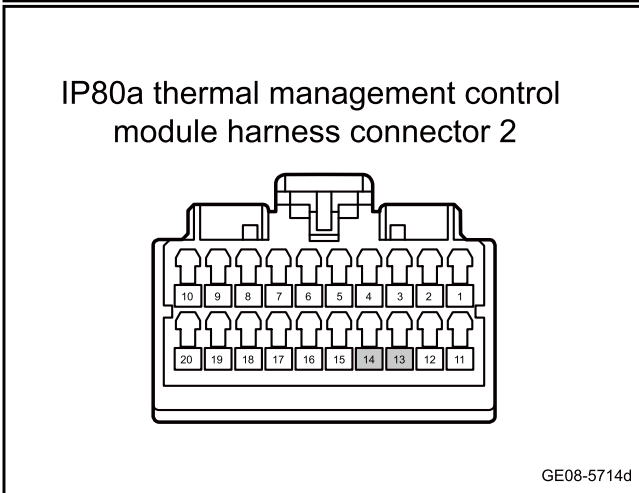 IP80a thermal management control
module harness connector 2
10 9 8 7 6 5 4 3 2 1
20 19 18 17 16 15 14 13 12 11
GE08-5714d